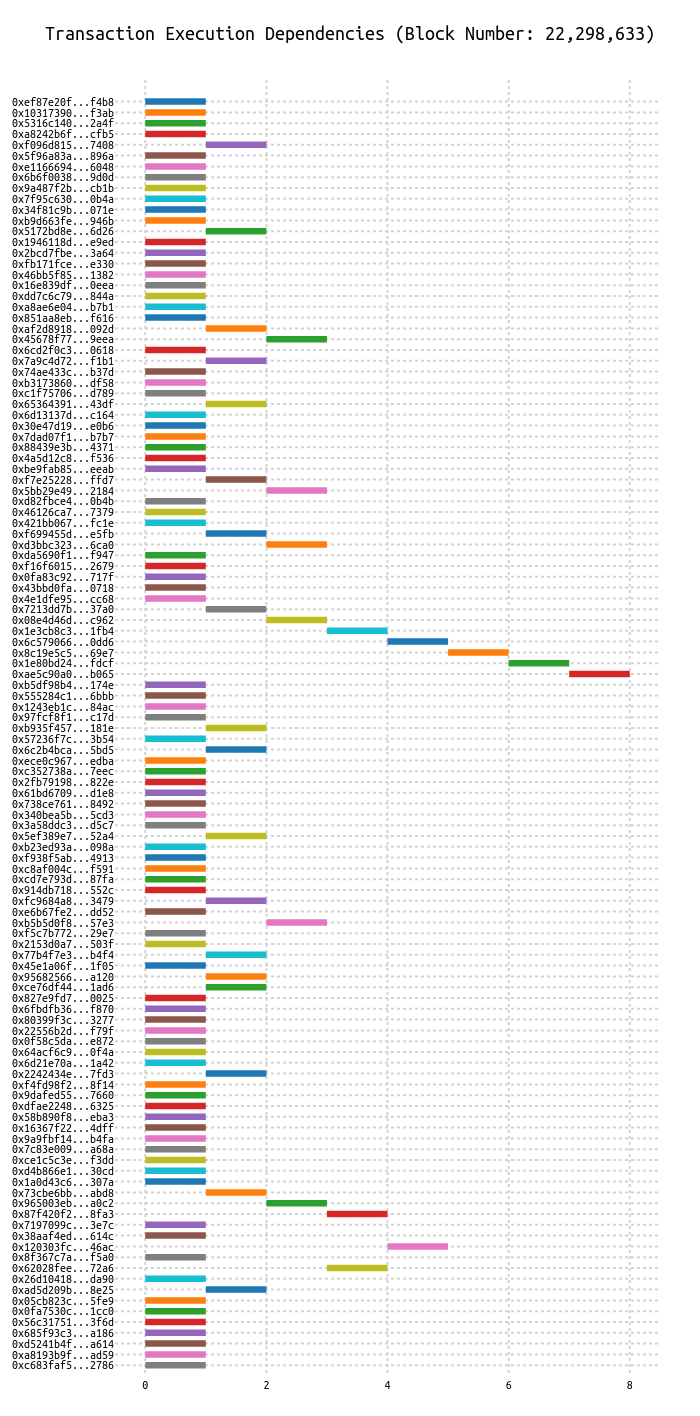 Transaction Execution Dependencies (Block Number: 22,298,633)
0xef87e20f...f4b8
0x10317390...f3ab
0x5316c140...2a4f
0xa8242b6f...cfb5
0xf096d815...7408
0x5f96a83a...896a
0xe1166694...6048
0x6b6f0038...9d0d
0x9a487f2b...cb1b
0x7f95c630...0b4a
0x34f81c9b...071e
0xb9d663fe...946b
0x5172bd8e...6d26
0x1946118d...e9ed
0x2bcd7fbe...3a64
0xfb171fce...e330
0x46bb5f85...1382
0x16e839df...0eea
0xdd7c6c79...844a
0xa8ae6e04...b7b1
0x851aa8eb...f616
0xaf2d8918...092d
0x45678f77...9eea
0x6cd2f0c3...0618
0x7a9c4d72...f1b1
0x74ae433c...b37d
0xb3173860...df58
0xc1f75706...d789
0x65364391...43df
0x6d13137d...c164
0x30e47d19...e0b6
0x7dad07f1...b7b7
0x88439e3b...4371
0x4a5d12c8...f536
0xbe9fab85...eeab
0xf7e25228...ffd7
0x5bb29e49...2184
0xd82fbce4...0b4b
0x46126ca7...7379
0x421bb067...fc1e
0xf699455d...e5fb
0xd3bbc323...6ca0
0xda5690f1...f947
0xf16f6015...2679
0x0fa83c92...717f
0x43bbd0fa...0718
0x4e1dfe95...cc68
0x7213dd7b...37a0
0x08e4d46d...c962
0x1e3cb8c3...1fb4
0x6c579066...0dd6
0x8c19e5c5...69e7
0x1e80bd24...fdcf
0xae5c90a0...b065
0xb5df98b4...174e
0x555284c1...6bbb
0x1243eb1c...84ac
0x97fcf8f1...c17d
0xb935f457...181e
0x57236f7c...3b54
0x6c2b4bca...5bd5
0xece0c967...edba
0xc352738a...7eec
0x2fb79198...822e
0x61bd6709...d1e8
0x738ce761...8492
0x340bea5b...5cd3
0x3a58ddc3...d5c7
0x5ef389e7...52a4
0xb23ed93a...098a
0xf938f5ab...4913
0xc8af004c...f591
0xcd7e793d...87fa
0x914db718...552c
0xfc9684a8...3479
0xe6b67fe2...dd52
0xb5b5d0f8...57e3
0xf5c7b772...29e7
0x2153d0a7...503f
0x77b4f7e3...b4f4
0x45e1a06f...1f05
0x95682566...a120
0xce76df44...1ad6
0x827e9fd7...0025
0x6fbdfb36...f870
0x80399f3c...3277
0x22556b2d...f79f
0x0f58c5da...e872
0x64acf6c9...0f4a
0x6d21e70a...1a42
0x2242434e...7fd3
0xf4fd98f2...8f14
0x9dafed55...7660
0xdfae2248...6325
0x58b890f8...eba3
0x16367f22...4dff
0x9a9fbf14...b4fa
0x7c83e009...a68a
0xce1c5c3e...f3dd
0xd4b866e1...30cd
0x1a0d43c6...307a
0x73cbe6bb...abd8
0x965003eb...a0c2
0x87f420f2...8fa3
0x7197099c...3e7c
0x38aaf4ed...614c
0x120303fc...46ac
0x8f367c7a...f5a0
0x62028fee...72a6
0x26d10418...da90
0xad5d209b...8e25
0x05cb823c...5fe9
0x0fa7530c...1cc0
0x56c31751...3f6d
0x685f93c3...a186
0xd5241b4f...a614
0xa8193b9f...ad59
0xc683faf5...2786
0 2 4 6 8